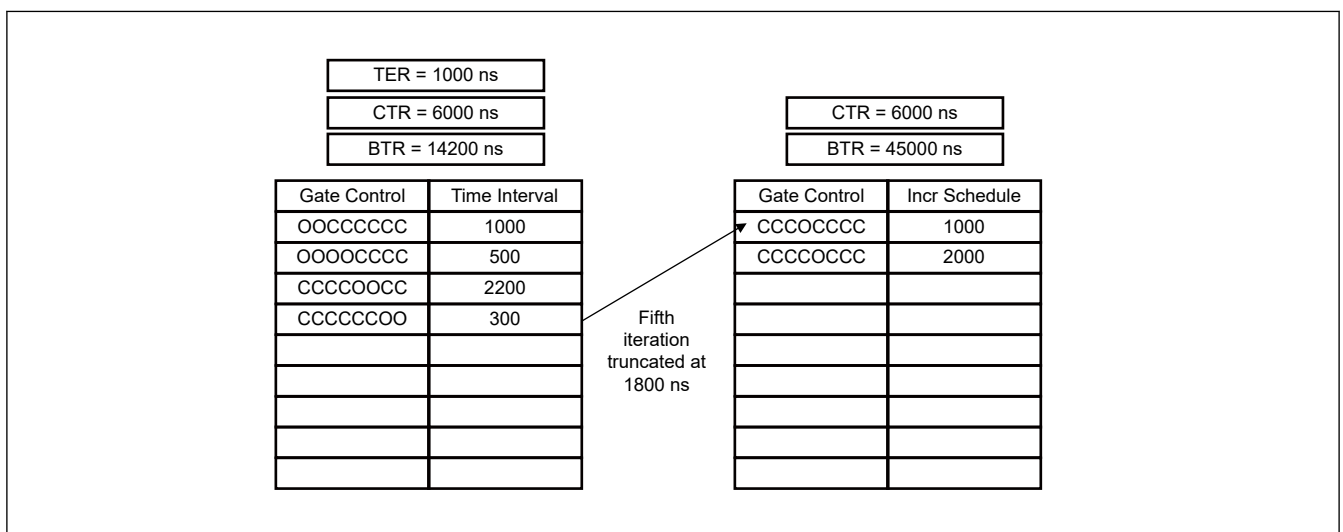 TER = 1000 ns
CTR = 6000 ns
BTR = 14200 ns
Gate Control Time Interval
OOCCCCCC 1000
OOOOCCCC 500
CCCCOOCC 2200
CCCCCCOO 300
Fifth
iteration
truncated at
1800 ns
CTR = 6000 ns
BTR = 45000 ns
Gate Control Incr Schedule
CCCOCCCC 1000
CCCCOCCC 2000